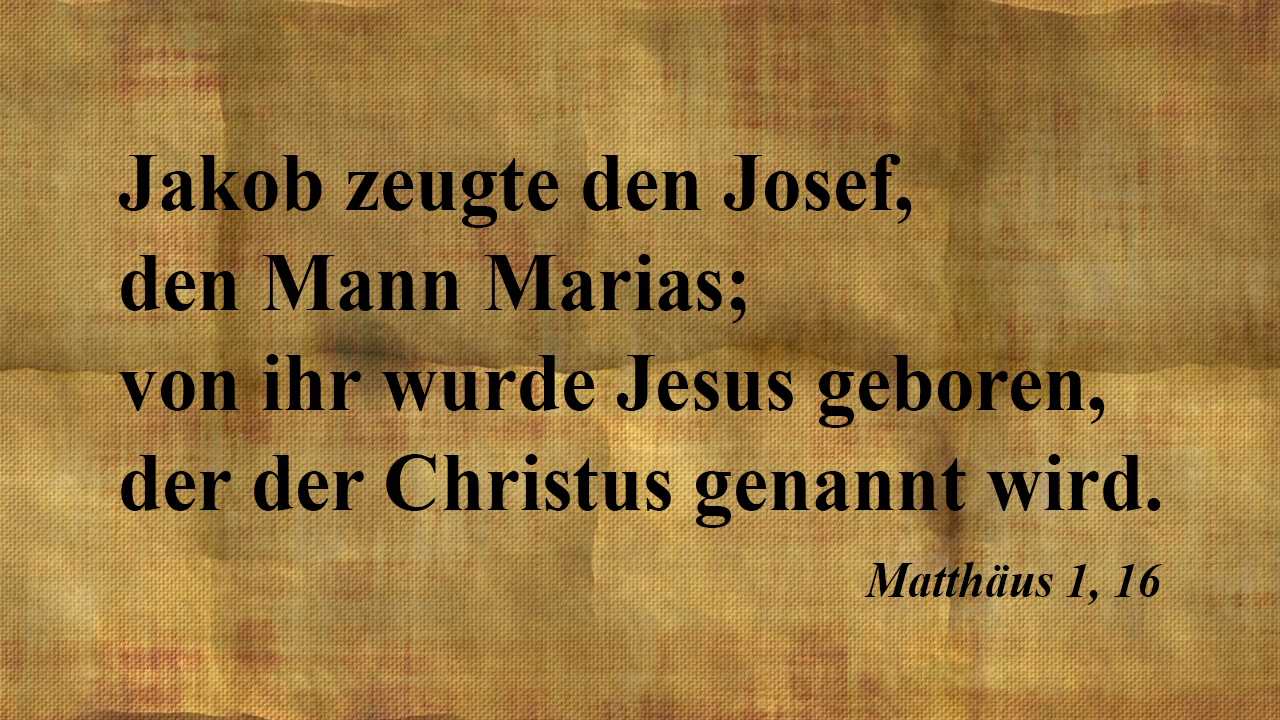 Jakob zeugte den Josef,
den Mann Marias;
von ihr wurde Jesus geboren,
der der Christus genannt wird.
Matthäus 1, 16